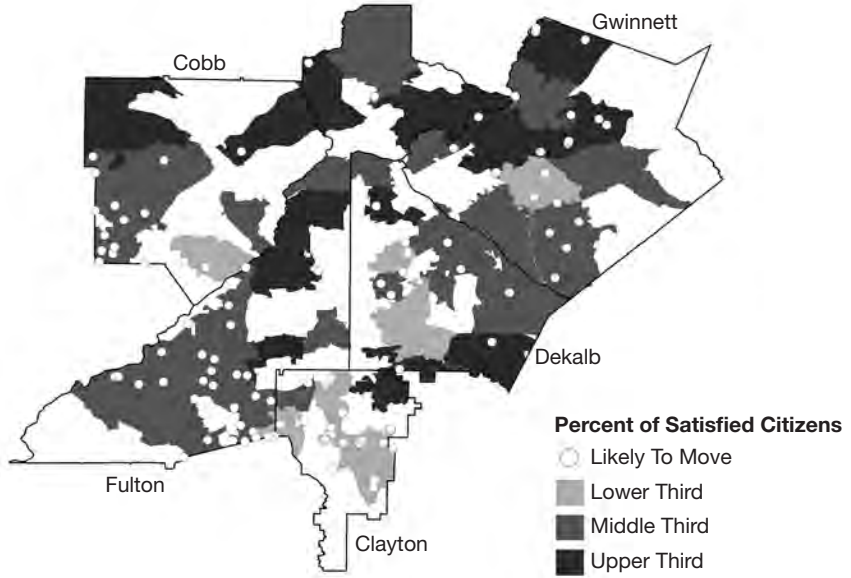 Gwinnett
Cobb
Dekalb
Percent of Satisfied Citizens
Likely To Move
Lower Third
Fulton
Middle Third
Clayton
Upper Third